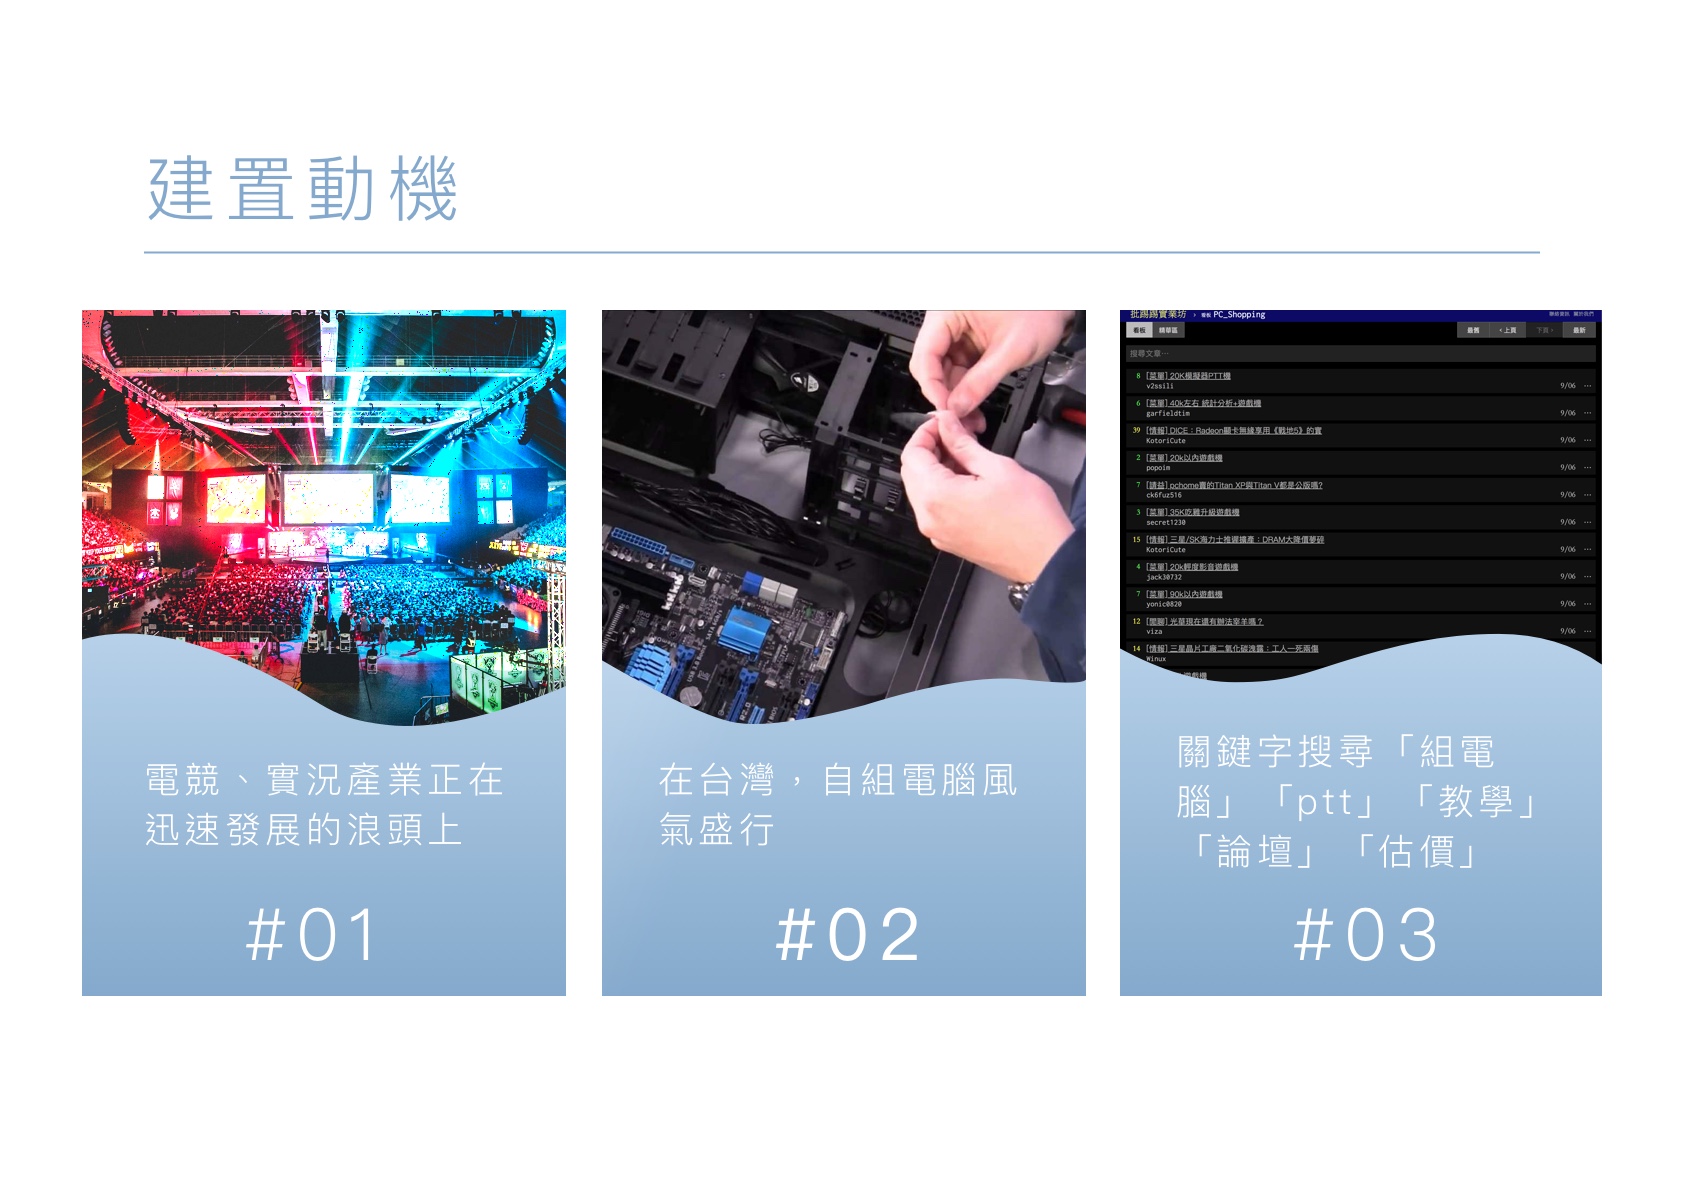 建置動機
批踢踢實業坊 › 看板 PC_Shopping
聯絡資訊 關於我們
看板 精華區
最舊 ‹ 上頁 下頁 › 最新
搜尋文章⋯
8 [菜單] 20K模擬器PTT機
v2ssili 9/06 ⋯
6 [菜單] 40k左右 統計分析+遊戲機
garfieldtim 9/06 ⋯
39 [情報] DICE：Radeon顯卡無緣享用《戰地5》的實
KotoriCute 9/06 ⋯
2 [菜單] 20k以內遊戲機
popoim 9/06 ⋯
7 [請益] pchome賣的Titan XP與Titan V都是公版嗎?
ck6fuz516 9/06 ⋯
3 [菜單] 35K吃雞升級遊戲機
secret1230 9/06 ⋯
15 [情報] 三星/SK海力士推遲擴產：DRAM大降價夢碎
KotoriCute 9/06 ⋯
4 [菜單] 20k輕度影音遊戲機
jack30732 9/06 ⋯
7 [菜單] 90k以內遊戲機
yonic0820 9/06 ⋯
12 [閒聊] 光華現在還有辦法宰羊嗎？
viza 9/06 ⋯
14 [情報] 三星晶片工廠二氧化碳洩露：工人一死兩傷
Winux
遊戲機
電競、實況產業正在
迅速發展的浪頭上
#01
在台灣，自組電腦風
氣盛行
#02
關鍵字搜尋「組電
腦」「ptt」「教學」
「論壇」「估價」
#03